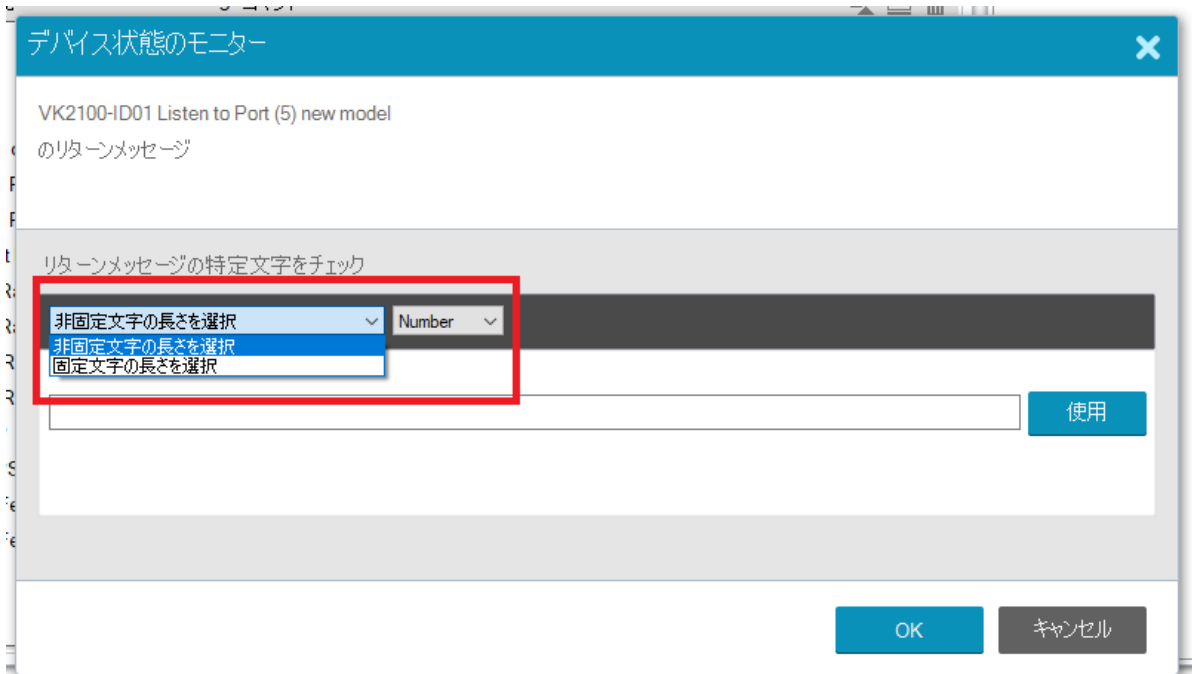 デバイス状態のモニター
VK2100-ID01 Listen to Port (5) new model
のリターンメッセージ
リターンメッセージの特定文字をチェック
非固定文字の長さを選択 Number
非固定文字の長さを選択
固定文字の長さを選択
使用
OK キャンセル